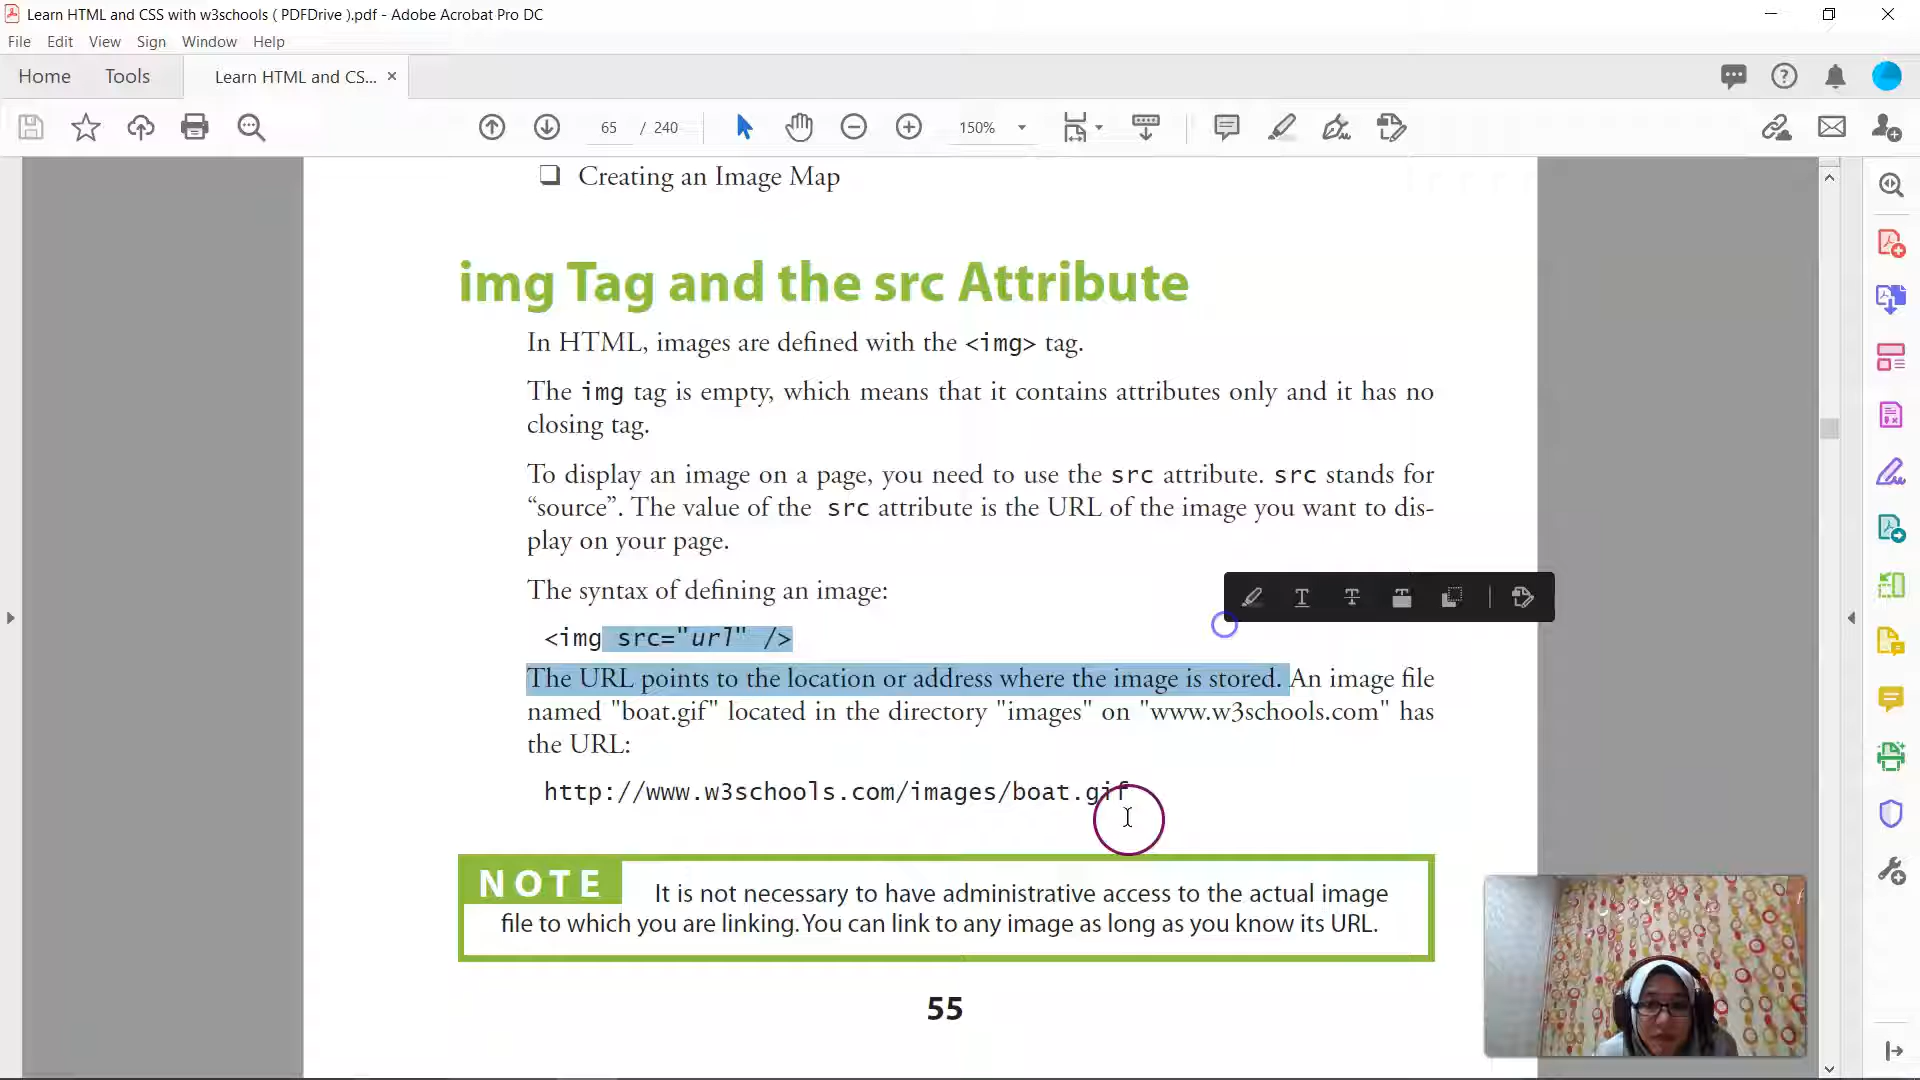 Learn HTML and CSS with w3schools ( PDFDrive ).pdf - Adobe Acrobat Pro DC
File Edit View Sign Window Help
Home Tools Learn HTML and CS... ×
65 / 240 150%
❑ Creating an Image Map
img Tag and the src Attribute
In HTML, images are defined with the <img> tag.
The img tag is empty, which means that it contains attributes only and it has no
closing tag.
To display an image on a page, you need to use the src attribute. src stands for
“source”. The value of the src attribute is the URL of the image you want to dis-
play on your page.
The syntax of defining an image:
<img src="url" />
The URL points to the location or address where the image is stored. An image file
named "boat.gif" located in the directory "images" on "www.w3schools.com" has
the URL:
http://www.w3schools.com/images/boat.gif
NOTE It is not necessary to have administrative access to the actual image
file to which you are linking. You can link to any image as long as you know its URL.
55